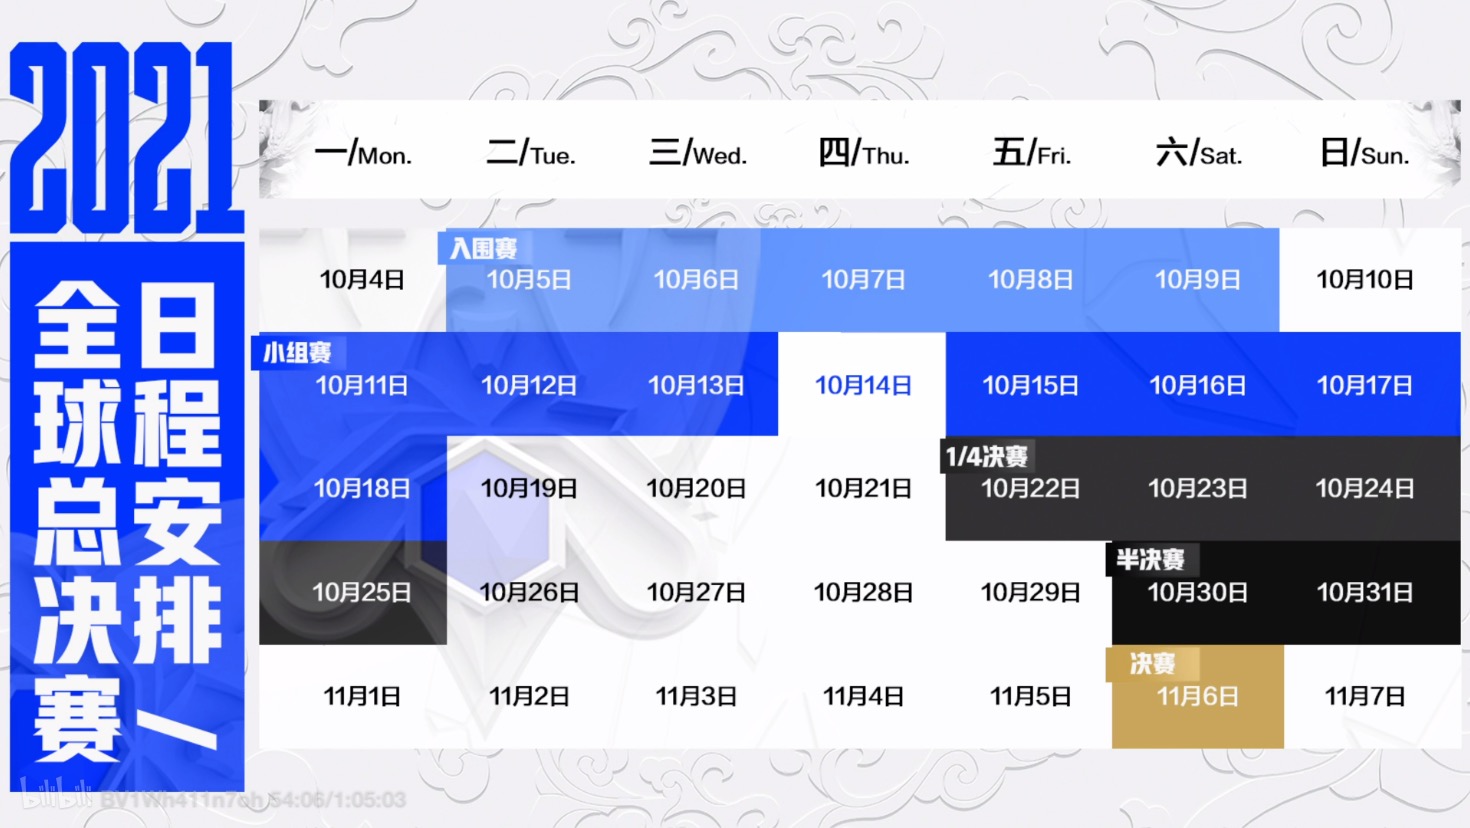 2021
全球总决赛
日程安排/
一/Mon. 二/Tue. 三/Wed. 四/Thu. 五/Fri. 六/Sat. 日/Sun.
入围赛
10月4日 10月5日 10月6日 10月7日 10月8日 10月9日 10月10日
小组赛
10月11日 10月12日 10月13日 10月14日 10月15日 10月16日 10月17日
1/4决赛
10月18日 10月19日 10月20日 10月21日 10月22日 10月23日 10月24日
半决赛
10月25日 10月26日 10月27日 10月28日 10月29日 10月30日 10月31日
决赛
11月1日 11月2日 11月3日 11月4日 11月5日 11月6日 11月7日
bilibili BV1Wh411n7oh 54:06/1:05:03